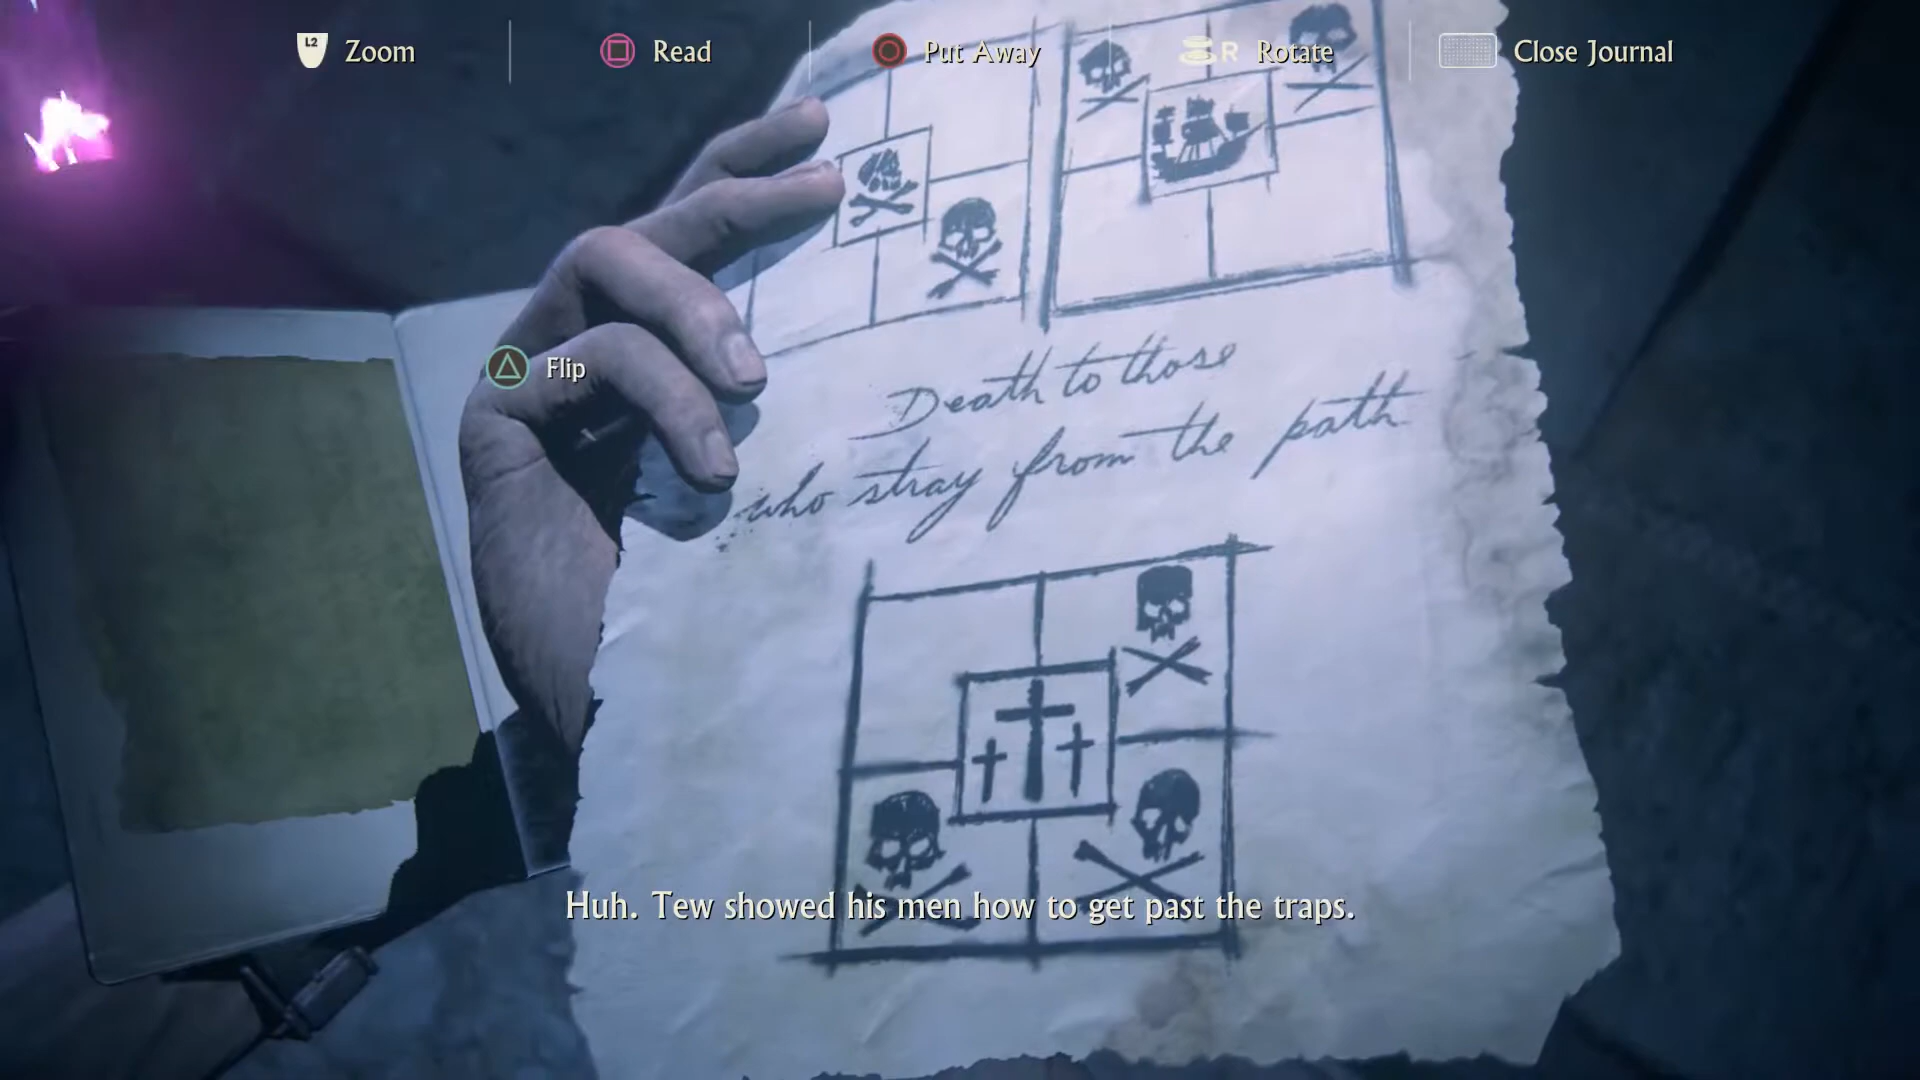 L2 Zoom
Read
Put Away
R Rotate
Close Journal
Flip
Death to those
who stray from the path
Huh. Tew showed his men how to get past the traps.